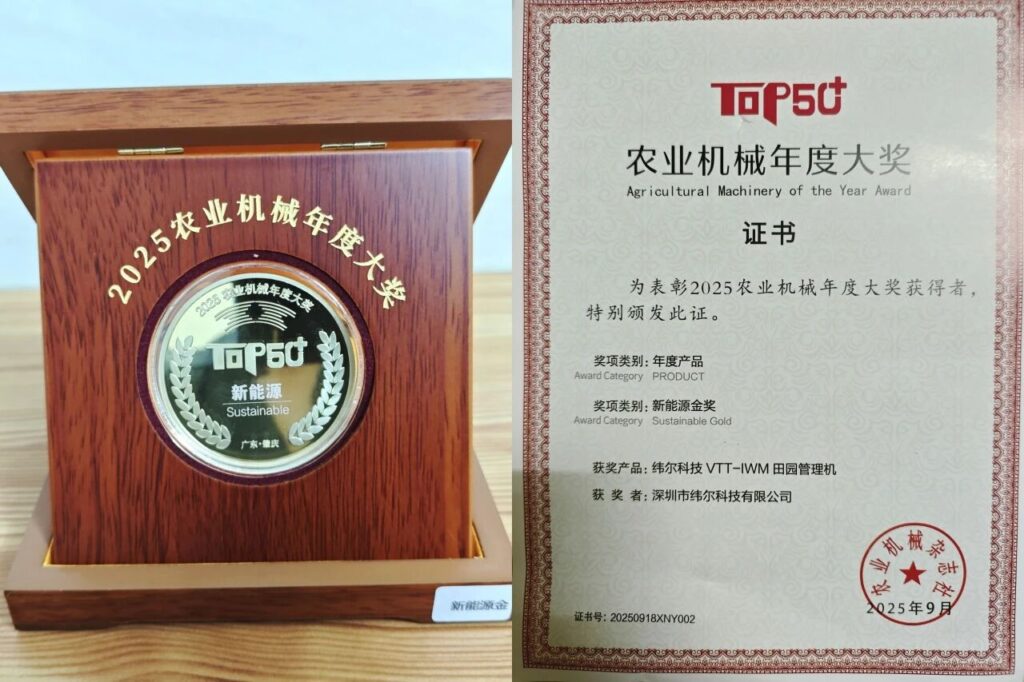 2025农业机械年度大奖
2025 农业机械年度大奖
TOP50+
新能源
Sustainable
广东·肇庆
新能源金
TOP50+
农业机械年度大奖
Agricultural Machinery of the Year Award
证书
为表彰2025农业机械年度大奖获得者，
特别颁发此证。
奖项类别：年度产品
Award Category PRODUCT
奖项类别：新能源金奖
Award Category Sustainable Gold
获奖产品：纬尔科技 VTT-IWM 田园管理机
获 奖 者：深圳市纬尔科技有限公司
农业机械杂志社
2025年9月
证书号：20250918XNY002